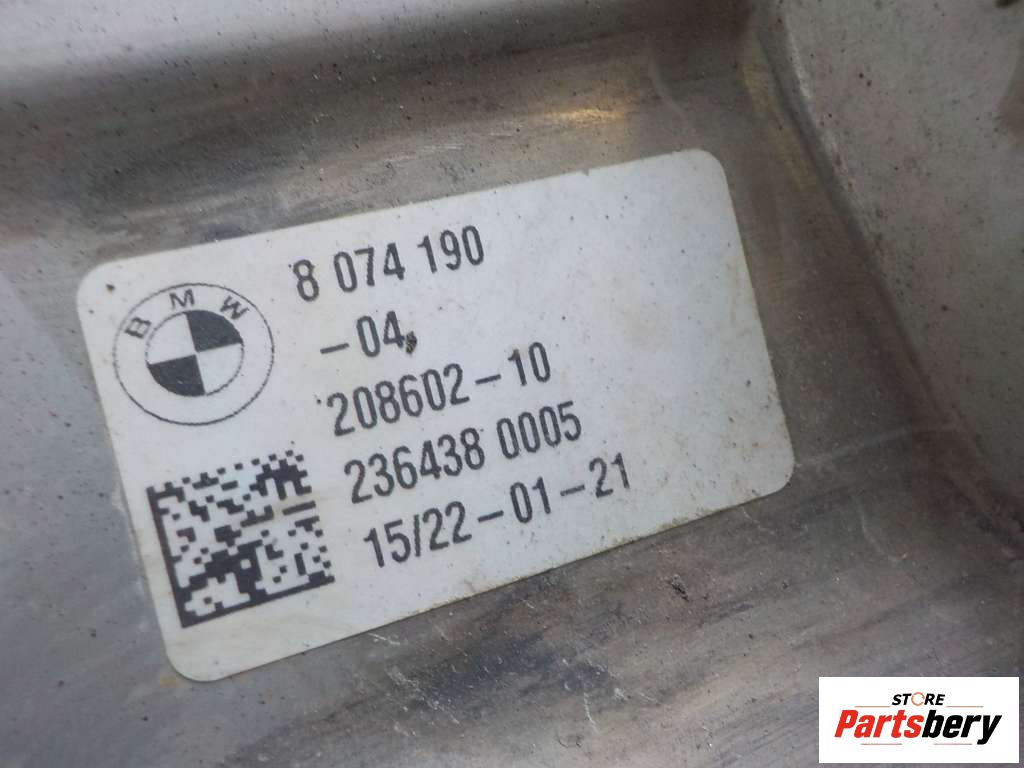 BMW
8 074 190
-04
208602-10
236438 0005
15/22-01-21
STORE
Partsbery